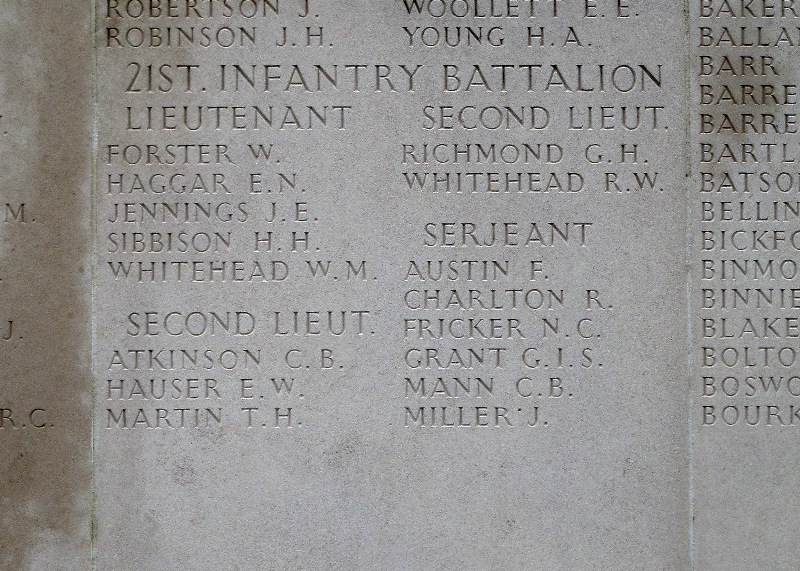 ROBERTSON J.
ROBINSON J.H.
WOOLLETT E.E.
YOUNG H.A.
21ST. INFANTRY BATTALION
LIEUTENANT
FORSTER W.
HAGGAR E.N.
JENNINGS J.E.
SIBBISON H.H.
WHITEHEAD W.M.
SECOND LIEUT.
ATKINSON C.B.
HAUSER E.W.
MARTIN T.H.
SECOND LIEUT.
RICHMOND G.H.
WHITEHEAD R.W.
SERJEANT
AUSTIN F.
CHARLTON R.
FRICKER N.C.
GRANT G.I.S.
MANN C.B.
MILLER J.
M.
J.
R.C.
BAKER
BALLA
BARR
BARRE
BARRE
BARTL
BATSO
BELLIN
BICKFO
BINMO
BINNIE
BLAKE
BOLTO
BOSWO
BOURK